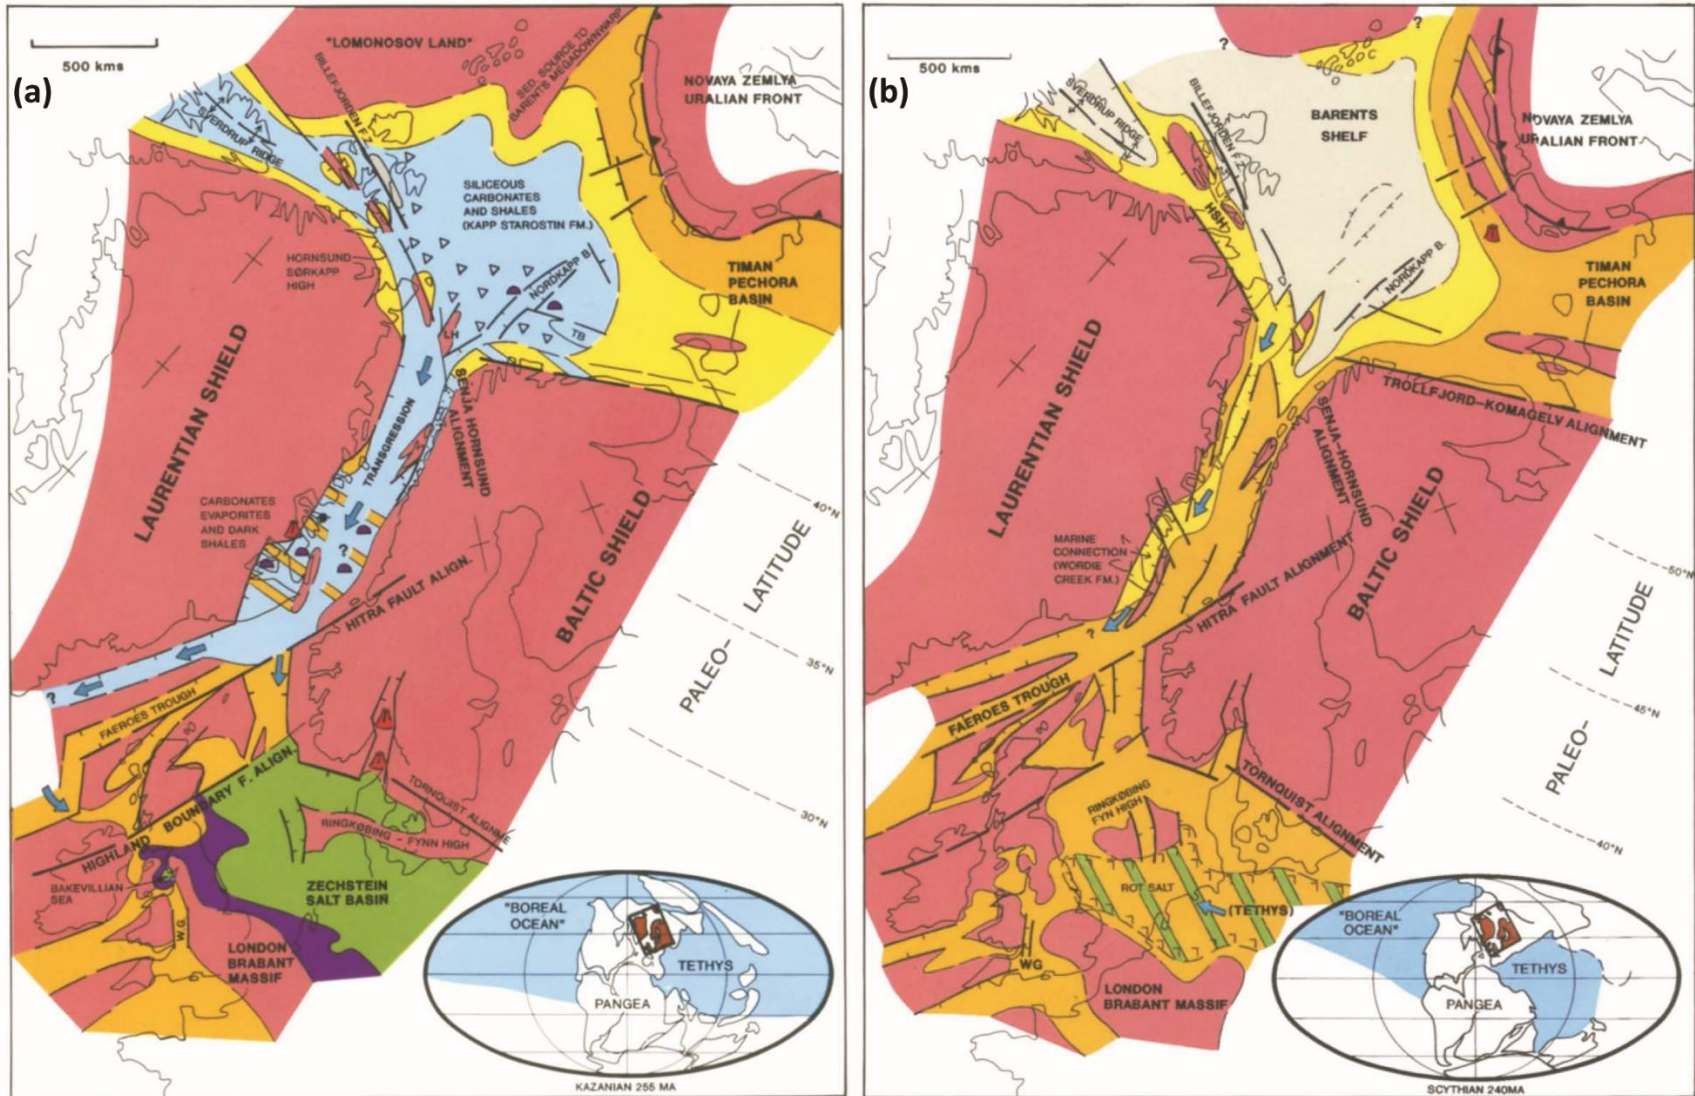 (a)
500 kms
"LOMONOSOV LAND"
SED SOURCE TO
BARENTS MEGADOWNWARP
BILLEFJORDEN F.Z.
NOVAYA ZEMLYA
URALIAN FRONT
SVERDRUP RIDGE
SILICEOUS
CARBONATES
AND SHALES
(KAPP STAROSTIN FM.)
HORNSUND
SØRKAPP
HIGH
NORDKAPP B.
TIMAN
PECHORA
BASIN
LH
TB
LAURENTIAN SHIELD
TRANSGRESSION
SENJA HORNSUND
ALIGNMENT
CARBONATES
EVAPORITES
AND DARK
SHALES
?
BALTIC SHIELD
40°N
LATITUDE
HITRA FAULT ALIGN.
35°N
PALEO-
?
FAEROES TROUGH
30°N
HIGHLAND BOUNDARY F. ALIGN.
TORNQUIST ALIGNME
RINGKØBING - FYNN HIGH
BAKEVILLIAN
SEA
ZECHSTEIN
SALT BASIN
W.G.
LONDON
BRABANT
MASSIF
"BOREAL
OCEAN"
TETHYS
PANGEA
KAZANIAN 255 MA
(b)
500 kms
?
?
SVERDRUP RIDGE
BILLEFJORDEN F.Z.
BARENTS
SHELF
NOVAYA ZEMLYA
URALIAN FRONT
HSH
NORDKAPP B.
TIMAN
PECHORA
BASIN
LAURENTIAN SHIELD
TROLLFJORD-KOMAGELV ALIGNMENT
SENJA-HORNSUND
ALIGNMENT
MARINE
CONNECTION
(WORDIE
CREEK FM.)
BALTIC SHIELD
50°N
LATITUDE
HITRA FAULT ALIGNMENT
?
45°N
PALEO-
FAEROES TROUGH
40°N
TORNQUIST ALIGNMENT
RINGKØBING
FYN HIGH
ROT SALT
(TETHYS)
WG
LONDON
BRABANT MASSIF
"BOREAL
OCEAN"
TETHYS
PANGEA
SCYTHIAN 240MA